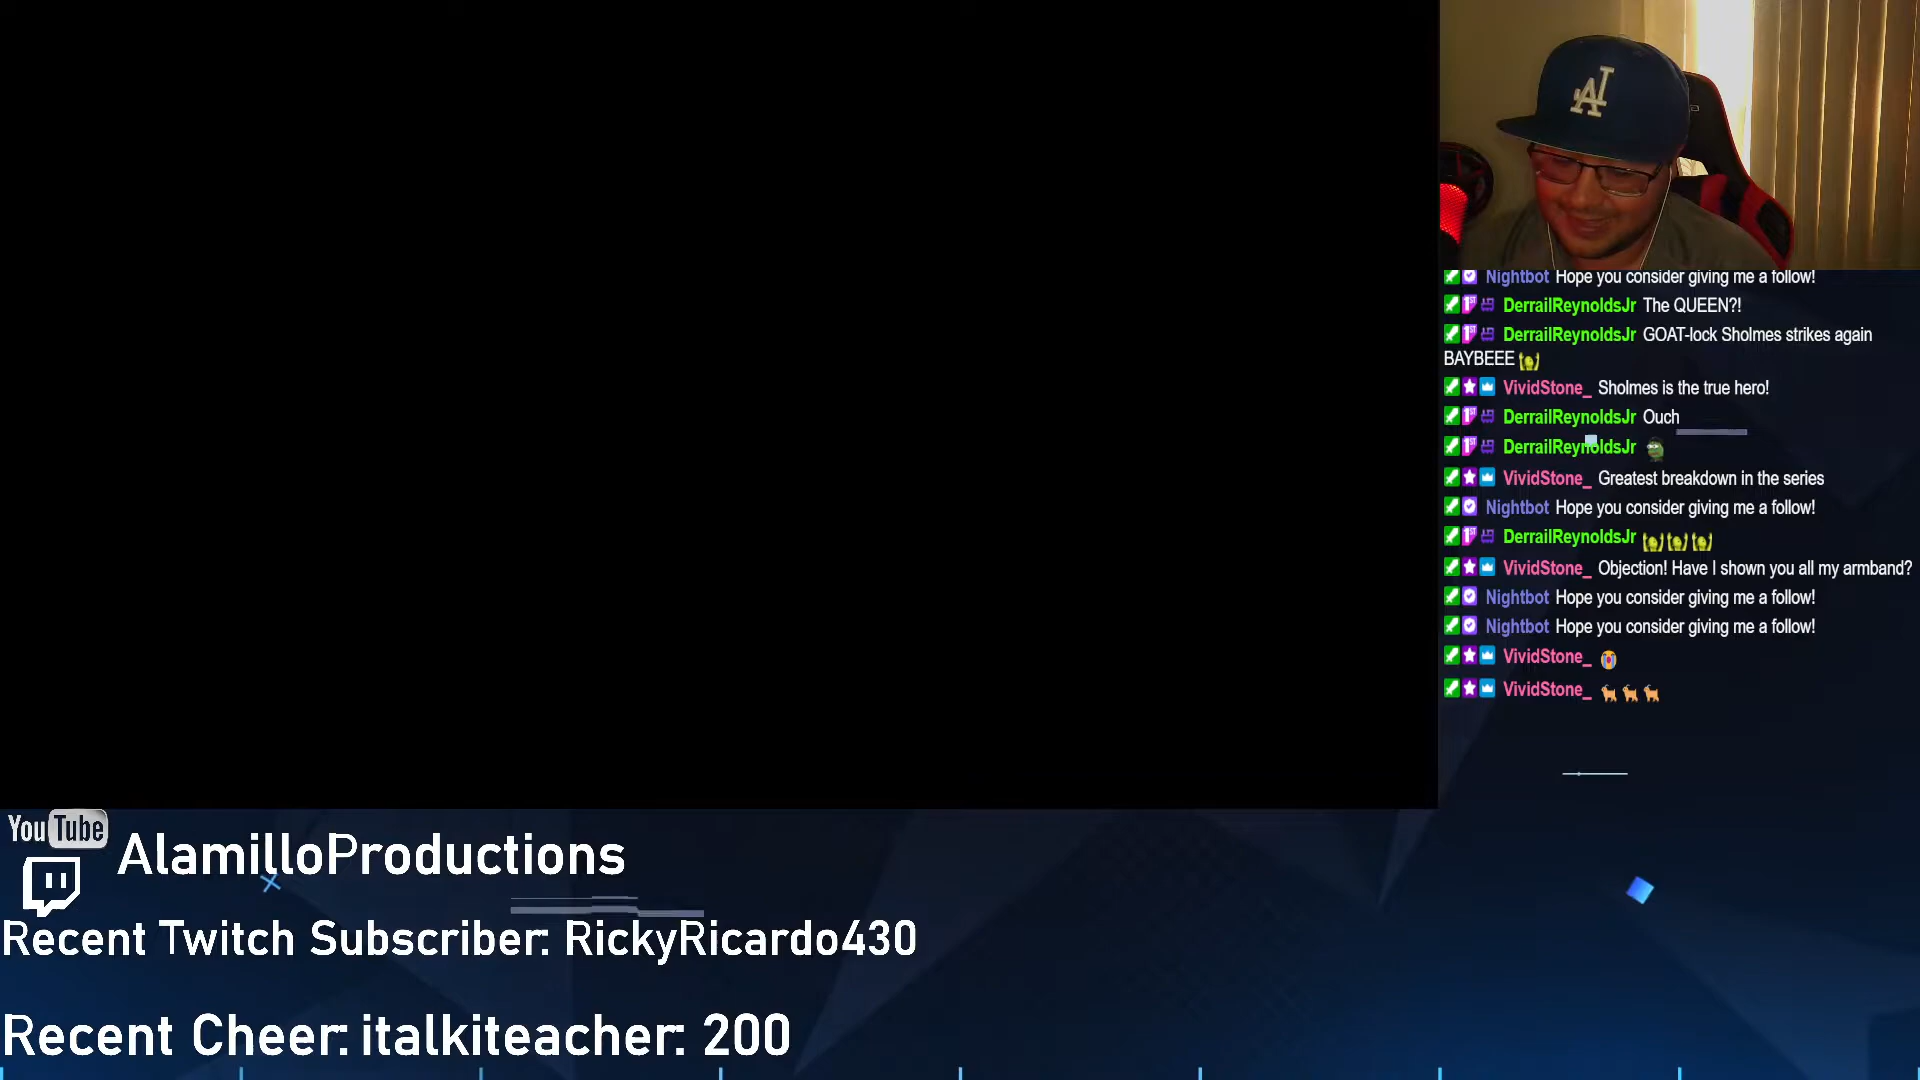 Nightbot Hope you consider giving me a follow!
DerrailReynoldsJr The QUEEN?!
DerrailReynoldsJr GOAT-lock Sholmes strikes again
BAYBEEE
VividStone_ Sholmes is the true hero!
DerrailReynoldsJr Ouch
DerrailReynoldsJr
VividStone_ Greatest breakdown in the series
Nightbot Hope you consider giving me a follow!
DerrailReynoldsJr
VividStone_ Objection! Have I shown you all my armband?
Nightbot Hope you consider giving me a follow!
Nightbot Hope you consider giving me a follow!
VividStone_
VividStone_
YouTube
AlamilloProductions
Recent Twitch Subscriber: RickyRicardo430
Recent Cheer: italkiteacher: 200